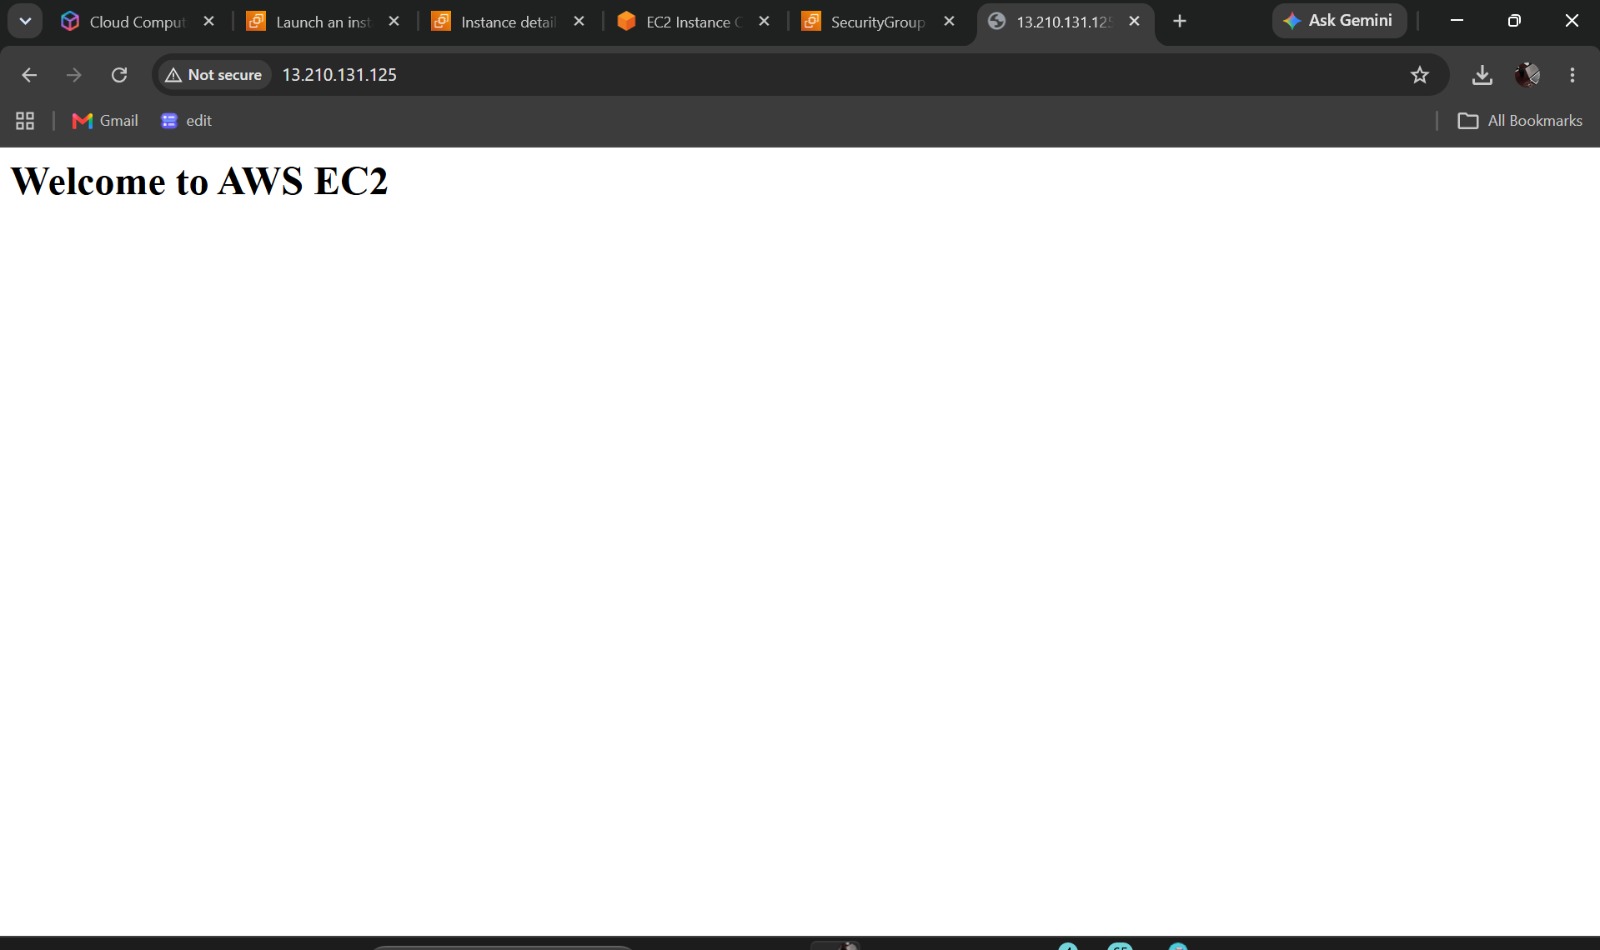 Cloud Comput
Launch an inst
Instance detail
EC2 Instance C
SecurityGroup
13.210.131.125
Ask Gemini
Not secure
13.210.131.125
Gmail
edit
All Bookmarks
Welcome to AWS EC2